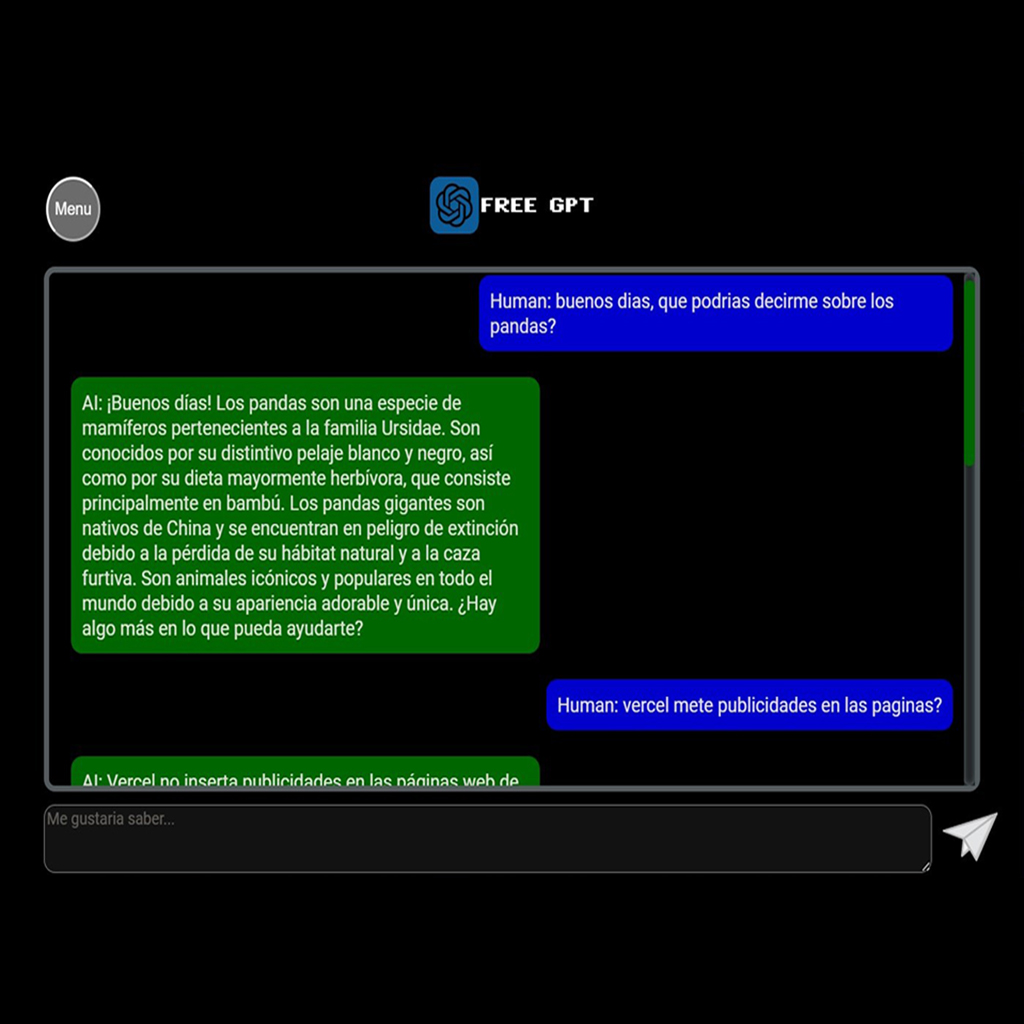 Menu
FREE GPT
Human: buenos dias, que podrias decirme sobre los
pandas?
AI: ¡Buenos días! Los pandas son una especie de
mamíferos pertenecientes a la familia Ursidae. Son
conocidos por su distintivo pelaje blanco y negro, así
como por su dieta mayormente herbívora, que consiste
principalmente en bambú. Los pandas gigantes son
nativos de China y se encuentran en peligro de extinción
debido a la pérdida de su hábitat natural y a la caza
furtiva. Son animales icónicos y populares en todo el
mundo debido a su apariencia adorable y única. ¿Hay
algo más en lo que pueda ayudarte?
Human: vercel mete publicidades en las paginas?
AI: Vercel no inserta publicidades en las páginas web de
Me gustaria saber...